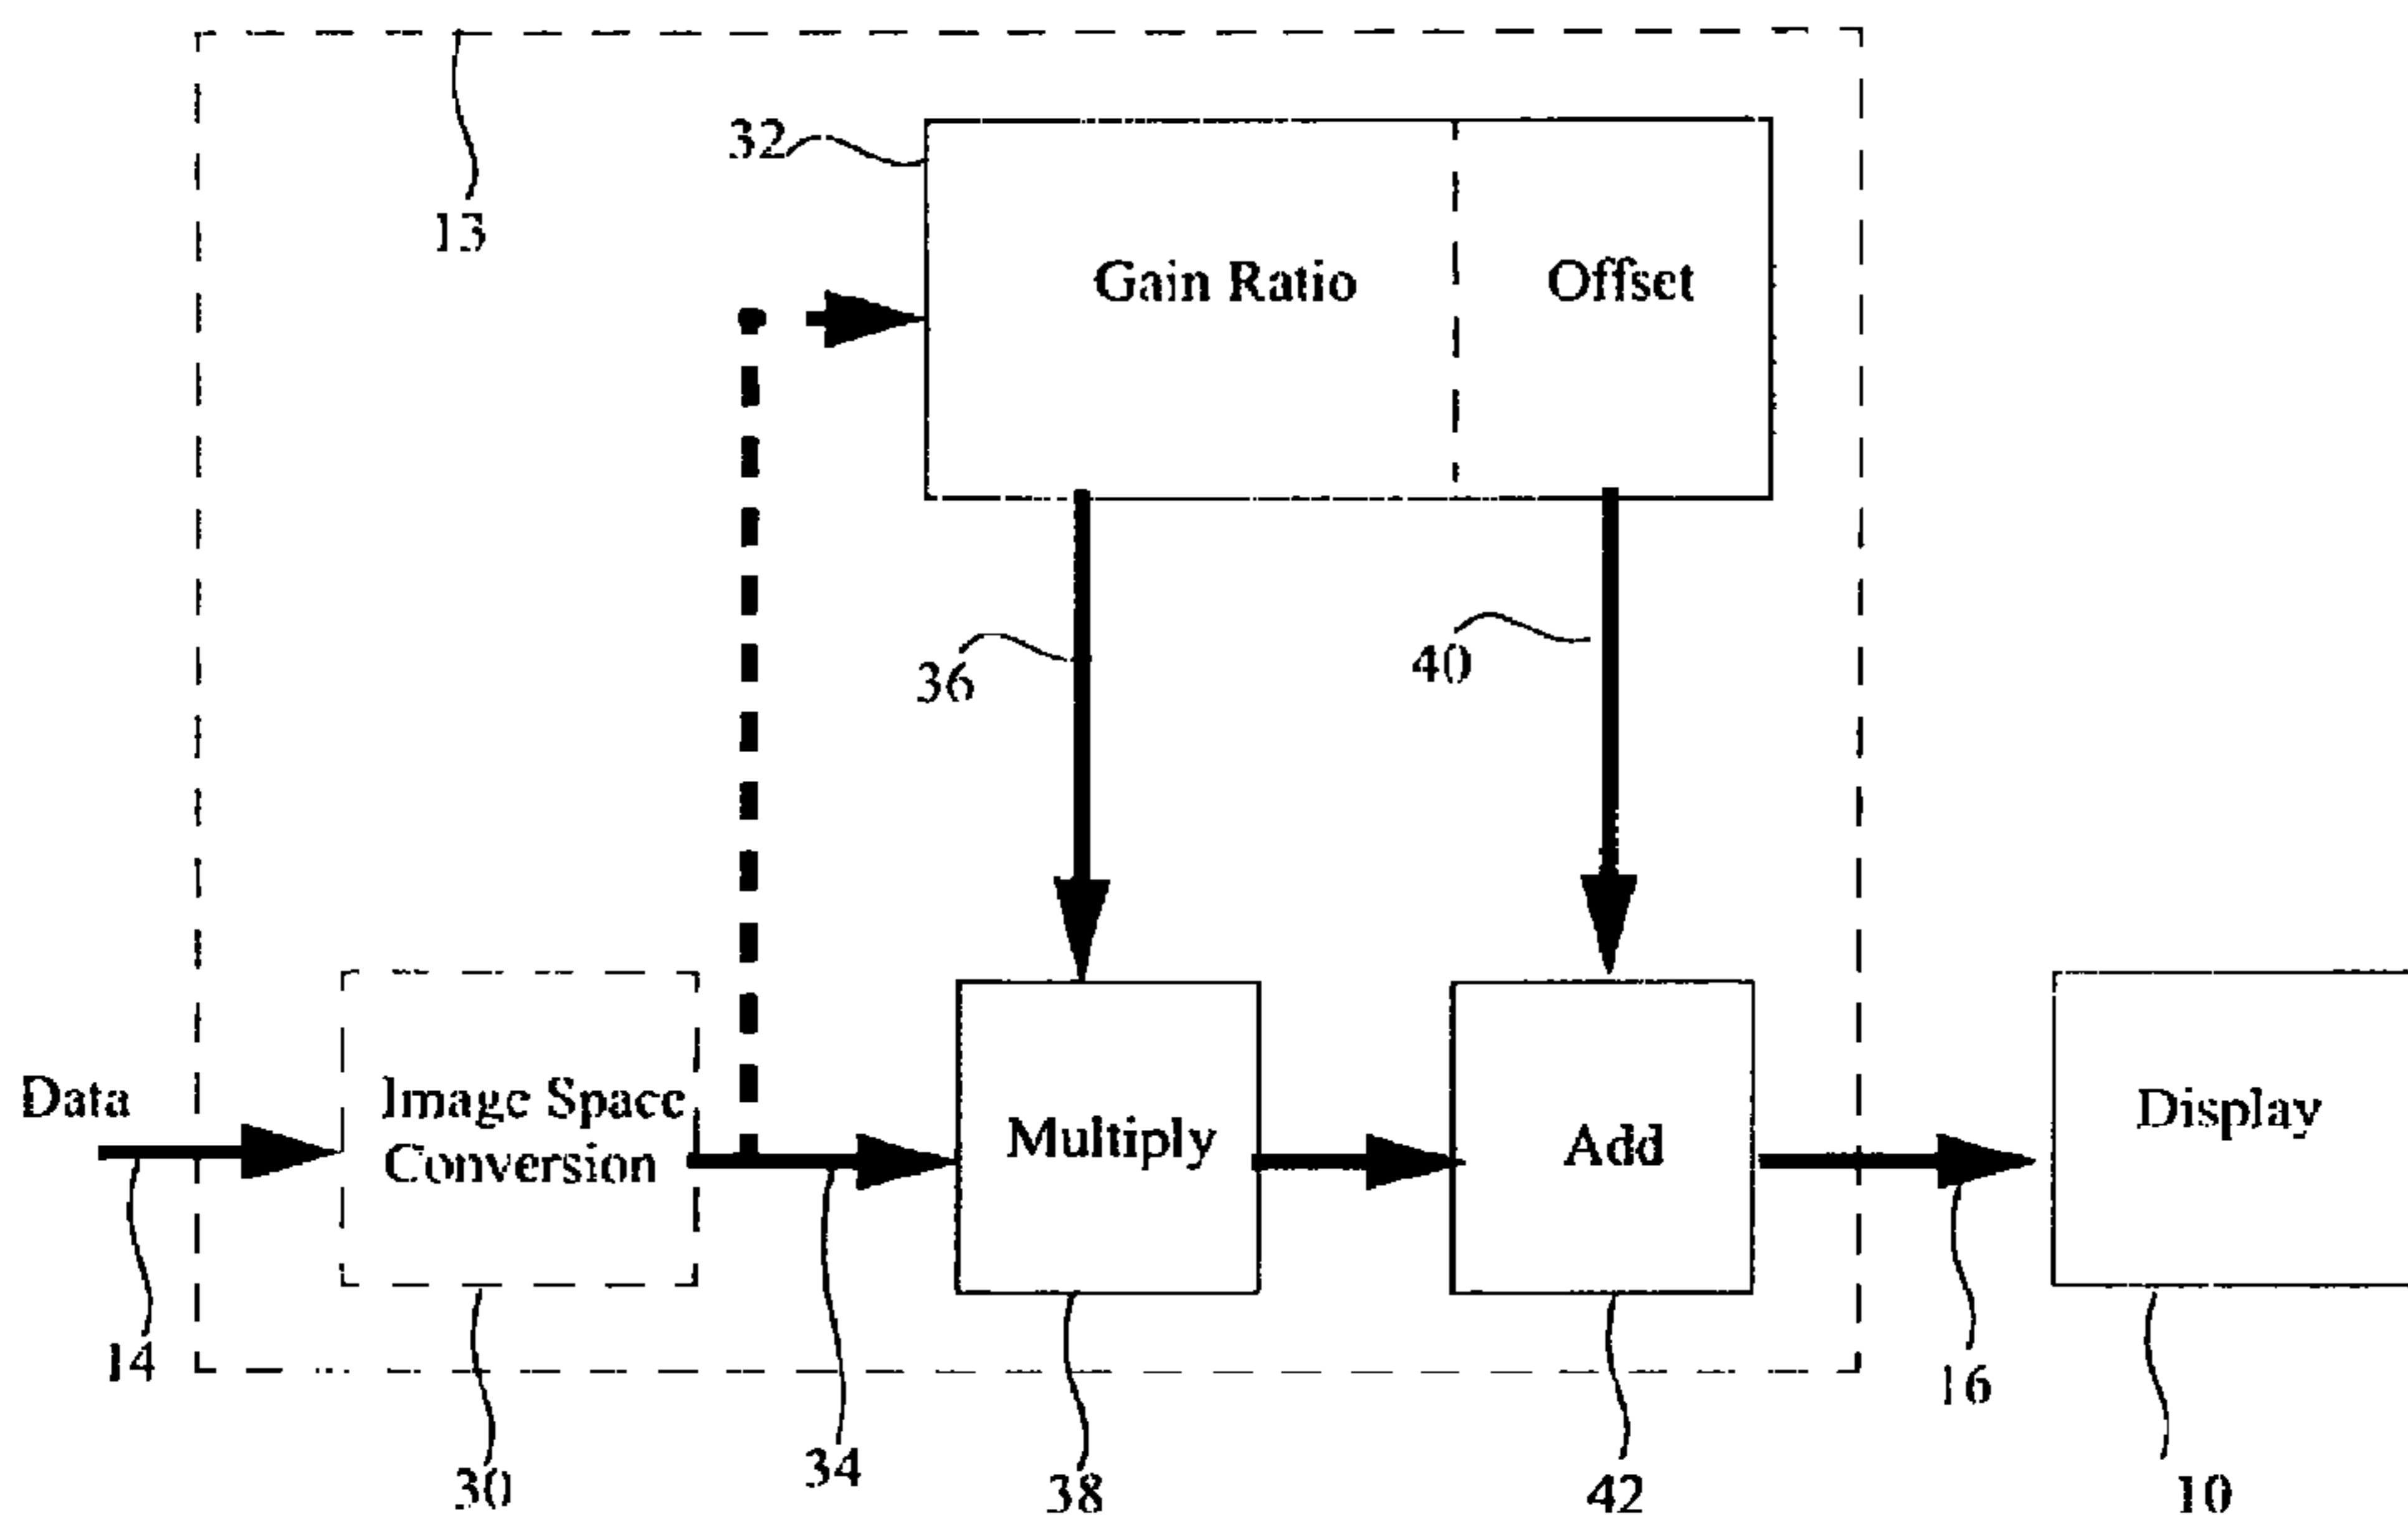 32
13
Gain Ratio
Offset
36
40
Data
Image Space
Conversion
Multiply
Add
Display
14
30
34
38
42
16
10